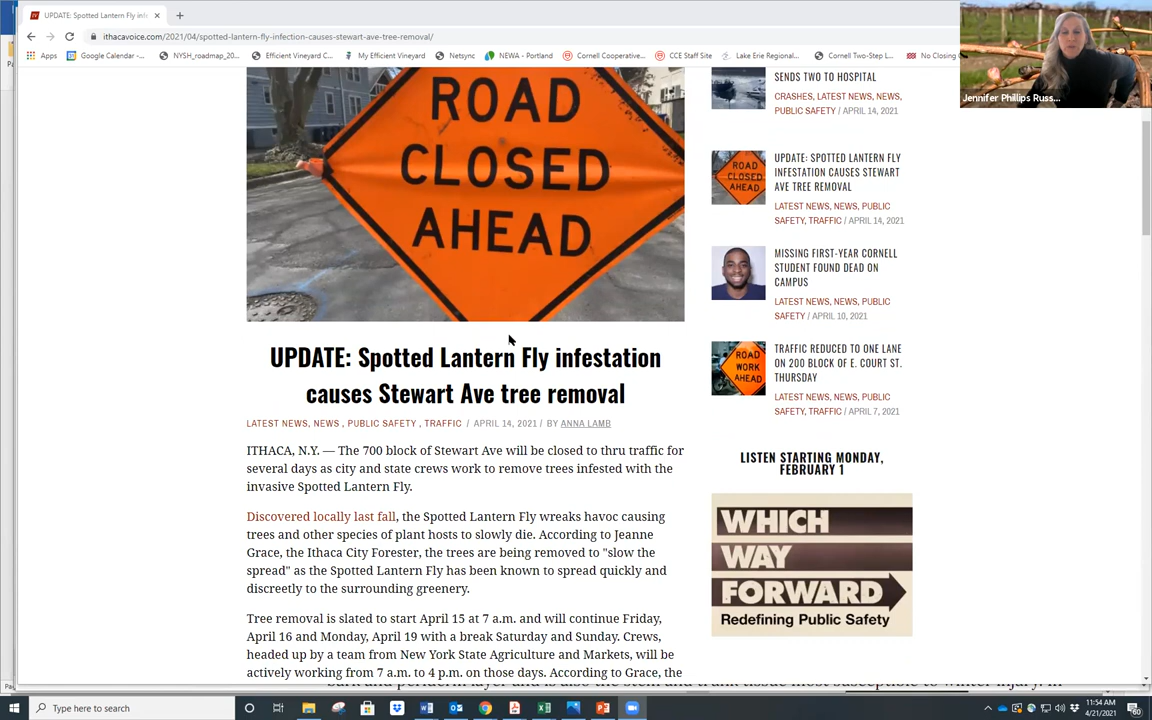 UPDATE: Spotted Lantern Fly inf
ithacavoice.com/2021/04/spotted-lantern-fly-infection-causes-stewart-ave-tree-removal/
Apps
Google Calendar -...
NYSH_roadmap_20...
Efficient Vineyard C...
My Efficient Vineyard
Netsync
NEWA - Portland
Cornell Cooperative...
CCE Staff Site
Lake Erie Regional...
Cornell Two-Step L...
No Closing
Jennifer Phillips Russ...
ROAD
CLOSED
AHEAD
UPDATE: Spotted Lantern Fly infestation
causes Stewart Ave tree removal
LATEST NEWS, NEWS , PUBLIC SAFETY , TRAFFIC / APRIL 14, 2021 / BY ANNA LAMB
ITHACA, N.Y. — The 700 block of Stewart Ave will be closed to thru traffic for
several days as city and state crews work to remove trees infested with the
invasive Spotted Lantern Fly.
Discovered locally last fall, the Spotted Lantern Fly wreaks havoc causing
trees and other species of plant hosts to slowly die. According to Jeanne
Grace, the Ithaca City Forester, the trees are being removed to "slow the
spread" as the Spotted Lantern Fly has been known to spread quickly and
discreetly to the surrounding greenery.
Tree removal is slated to start April 15 at 7 a.m. and will continue Friday,
April 16 and Monday, April 19 with a break Saturday and Sunday. Crews,
headed up by a team from New York State Agriculture and Markets, will be
actively working from 7 a.m. to 4 p.m. on those days. According to Grace, the
SENDS TWO TO HOSPITAL
CRASHES, LATEST NEWS, NEWS,
PUBLIC SAFETY / APRIL 14, 2021
ROAD
CLOSED
AHEAD
UPDATE: SPOTTED LANTERN FLY
INFESTATION CAUSES STEWART
AVE TREE REMOVAL
LATEST NEWS, NEWS, PUBLIC
SAFETY, TRAFFIC / APRIL 14, 2021
MISSING FIRST-YEAR CORNELL
STUDENT FOUND DEAD ON
CAMPUS
LATEST NEWS, NEWS, PUBLIC
SAFETY / APRIL 10, 2021
ROAD
WORK
AHEAD
TRAFFIC REDUCED TO ONE LANE
ON 200 BLOCK OF E. COURT ST.
THURSDAY
LATEST NEWS, NEWS, PUBLIC
SAFETY, TRAFFIC / APRIL 7, 2021
LISTEN STARTING MONDAY,
FEBRUARY 1
WHICH
WAY
FORWARD
Redefining Public Safety
Type here to search
11:54 AM
4/21/2021
60